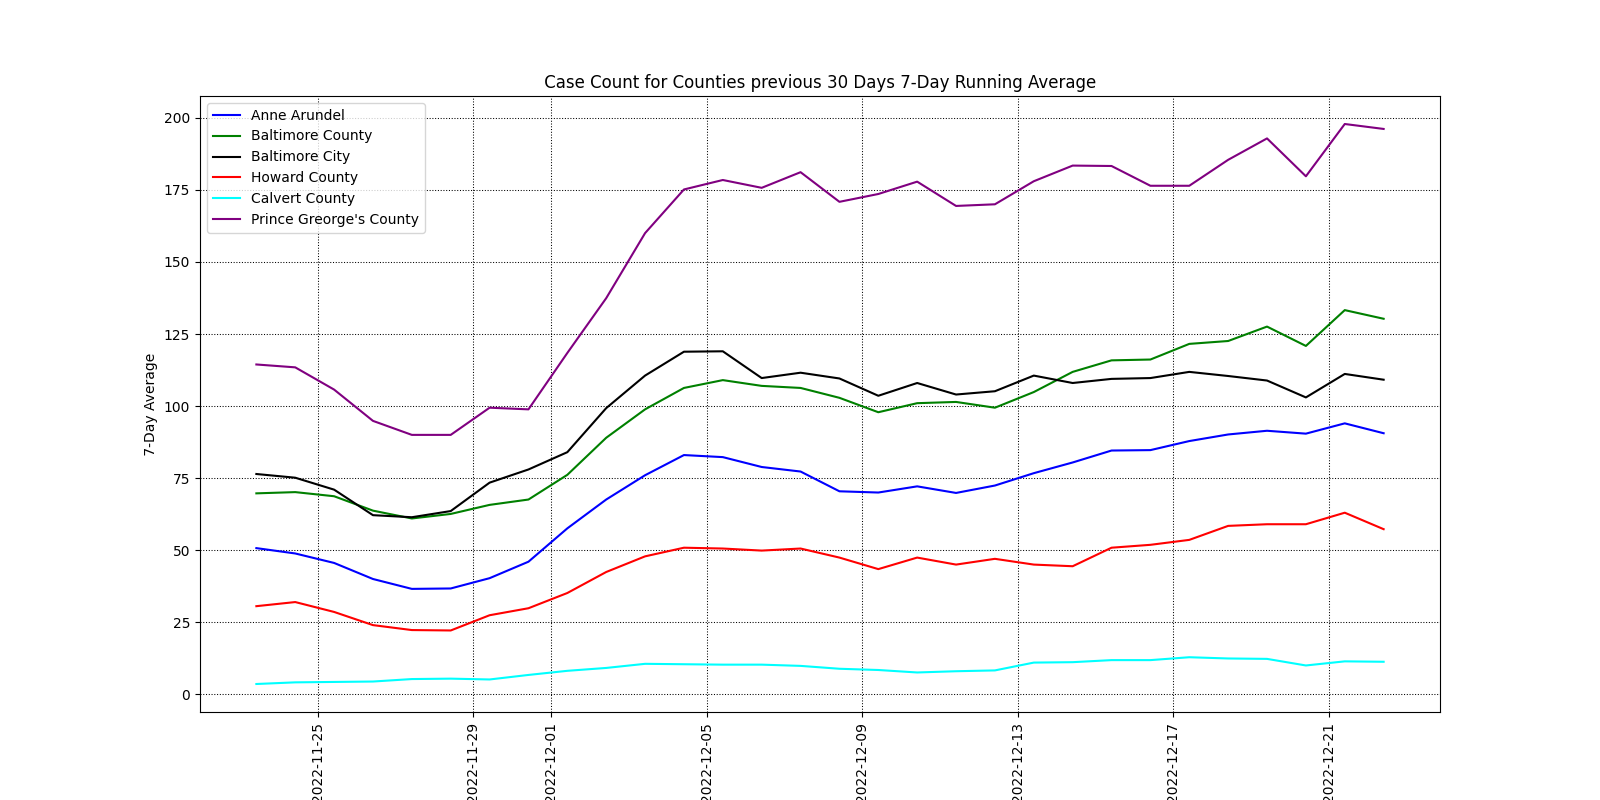 Case Count for Counties previous 30 Days 7-Day Running Average
Anne Arundel
Baltimore County
Baltimore City
Howard County
Calvert County
Prince Greorge's County
7-Day Average
200
175
150
125
100
75
50
25
0
2022-11-25
2022-11-29
2022-12-01
2022-12-05
2022-12-09
2022-12-13
2022-12-17
2022-12-21